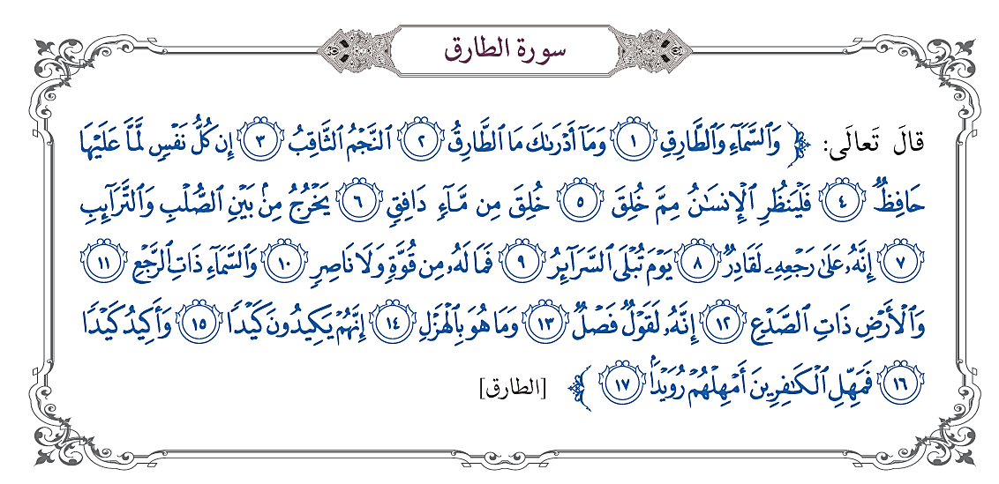 سورة الطارق
قالَ تَعالَى: ﴿ وَٱلسَّمَآءِ وَٱلطَّارِقِ ١ وَمَآ أَدۡرَىٰكَ مَا ٱلطَّارِقُ ٢ ٱلنَّجۡمُ ٱلثَّاقِبُ ٣ إِن كُلُّ نَفۡسٖ لَّمَّا عَلَيۡهَا
حَافِظٞ ٤ فَلۡيَنظُرِ ٱلۡإِنسَٰنُ مِمَّ خُلِقَ ٥ خُلِقَ مِن مَّآءٖ دَافِقٖ ٦ يَخۡرُجُ مِنۢ بَيۡنِ ٱلصُّلۡبِ وَٱلتَّرَآئِبِ
٧ إِنَّهُۥ عَلَىٰ رَجۡعِهِۦ لَقَادِرٞ ٨ يَوۡمَ تُبۡلَى ٱلسَّرَآئِرُ ٩ فَمَا لَهُۥ مِن قُوَّةٖ وَلَا نَاصِرٖ ١٠ وَٱلسَّمَآءِ ذَاتِ ٱلرَّجۡعِ ١١
وَٱلۡأَرۡضِ ذَاتِ ٱلصَّدۡعِ ١٢ إِنَّهُۥ لَقَوۡلٞ فَصۡلٞ ١٣ وَمَا هُوَ بِٱلۡهَزۡلِ ١٤ إِنَّهُمۡ يَكِيدُونَ كَيۡدٗا ١٥ وَأَكِيدُ كَيۡدٗا
١٦ فَمَهِّلِ ٱلۡكَٰفِرِينَ أَمۡهِلۡهُمۡ رُوَيۡدَۢا ١٧ ﴾ [الطارق]